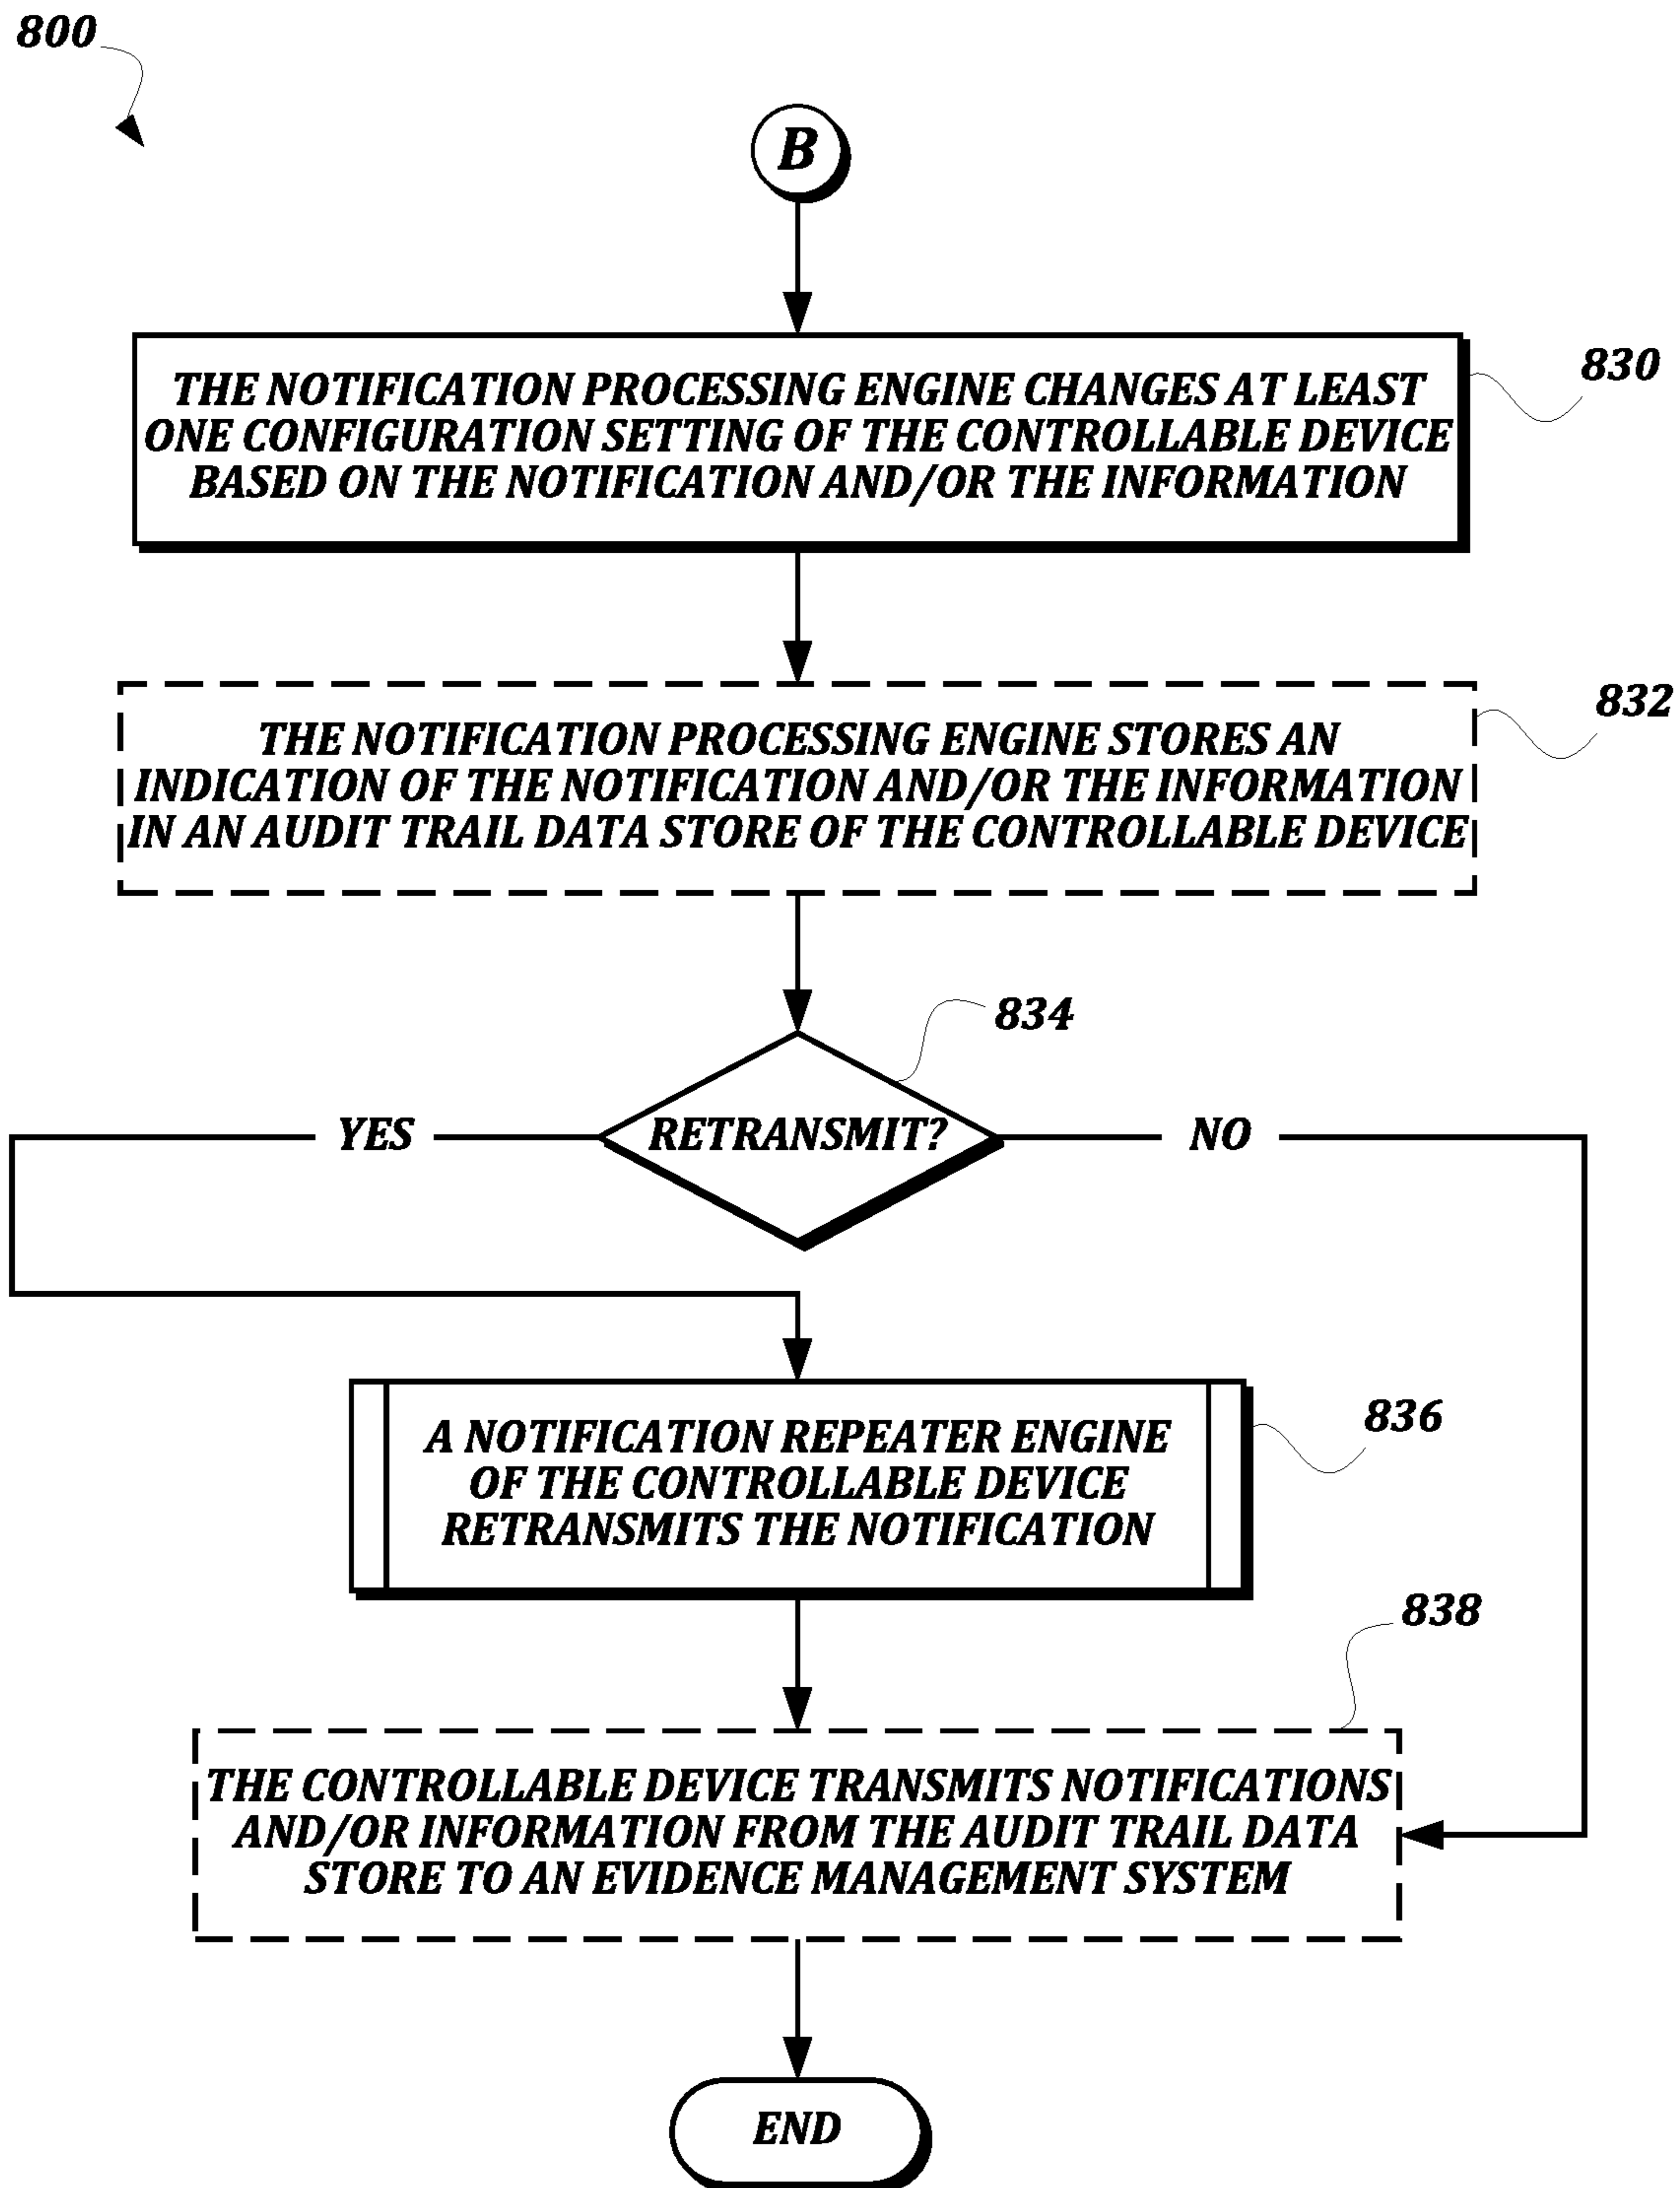 800
B
THE NOTIFICATION PROCESSING ENGINE CHANGES AT LEAST
ONE CONFIGURATION SETTING OF THE CONTROLLABLE DEVICE
BASED ON THE NOTIFICATION AND/OR THE INFORMATION
830
THE NOTIFICATION PROCESSING ENGINE STORES AN
INDICATION OF THE NOTIFICATION AND/OR THE INFORMATION
IN AN AUDIT TRAIL DATA STORE OF THE CONTROLLABLE DEVICE
832
834
YES
RETRANSMIT?
NO
A NOTIFICATION REPEATER ENGINE
OF THE CONTROLLABLE DEVICE
RETRANSMITS THE NOTIFICATION
836
838
THE CONTROLLABLE DEVICE TRANSMITS NOTIFICATIONS
AND/OR INFORMATION FROM THE AUDIT TRAIL DATA
STORE TO AN EVIDENCE MANAGEMENT SYSTEM
END